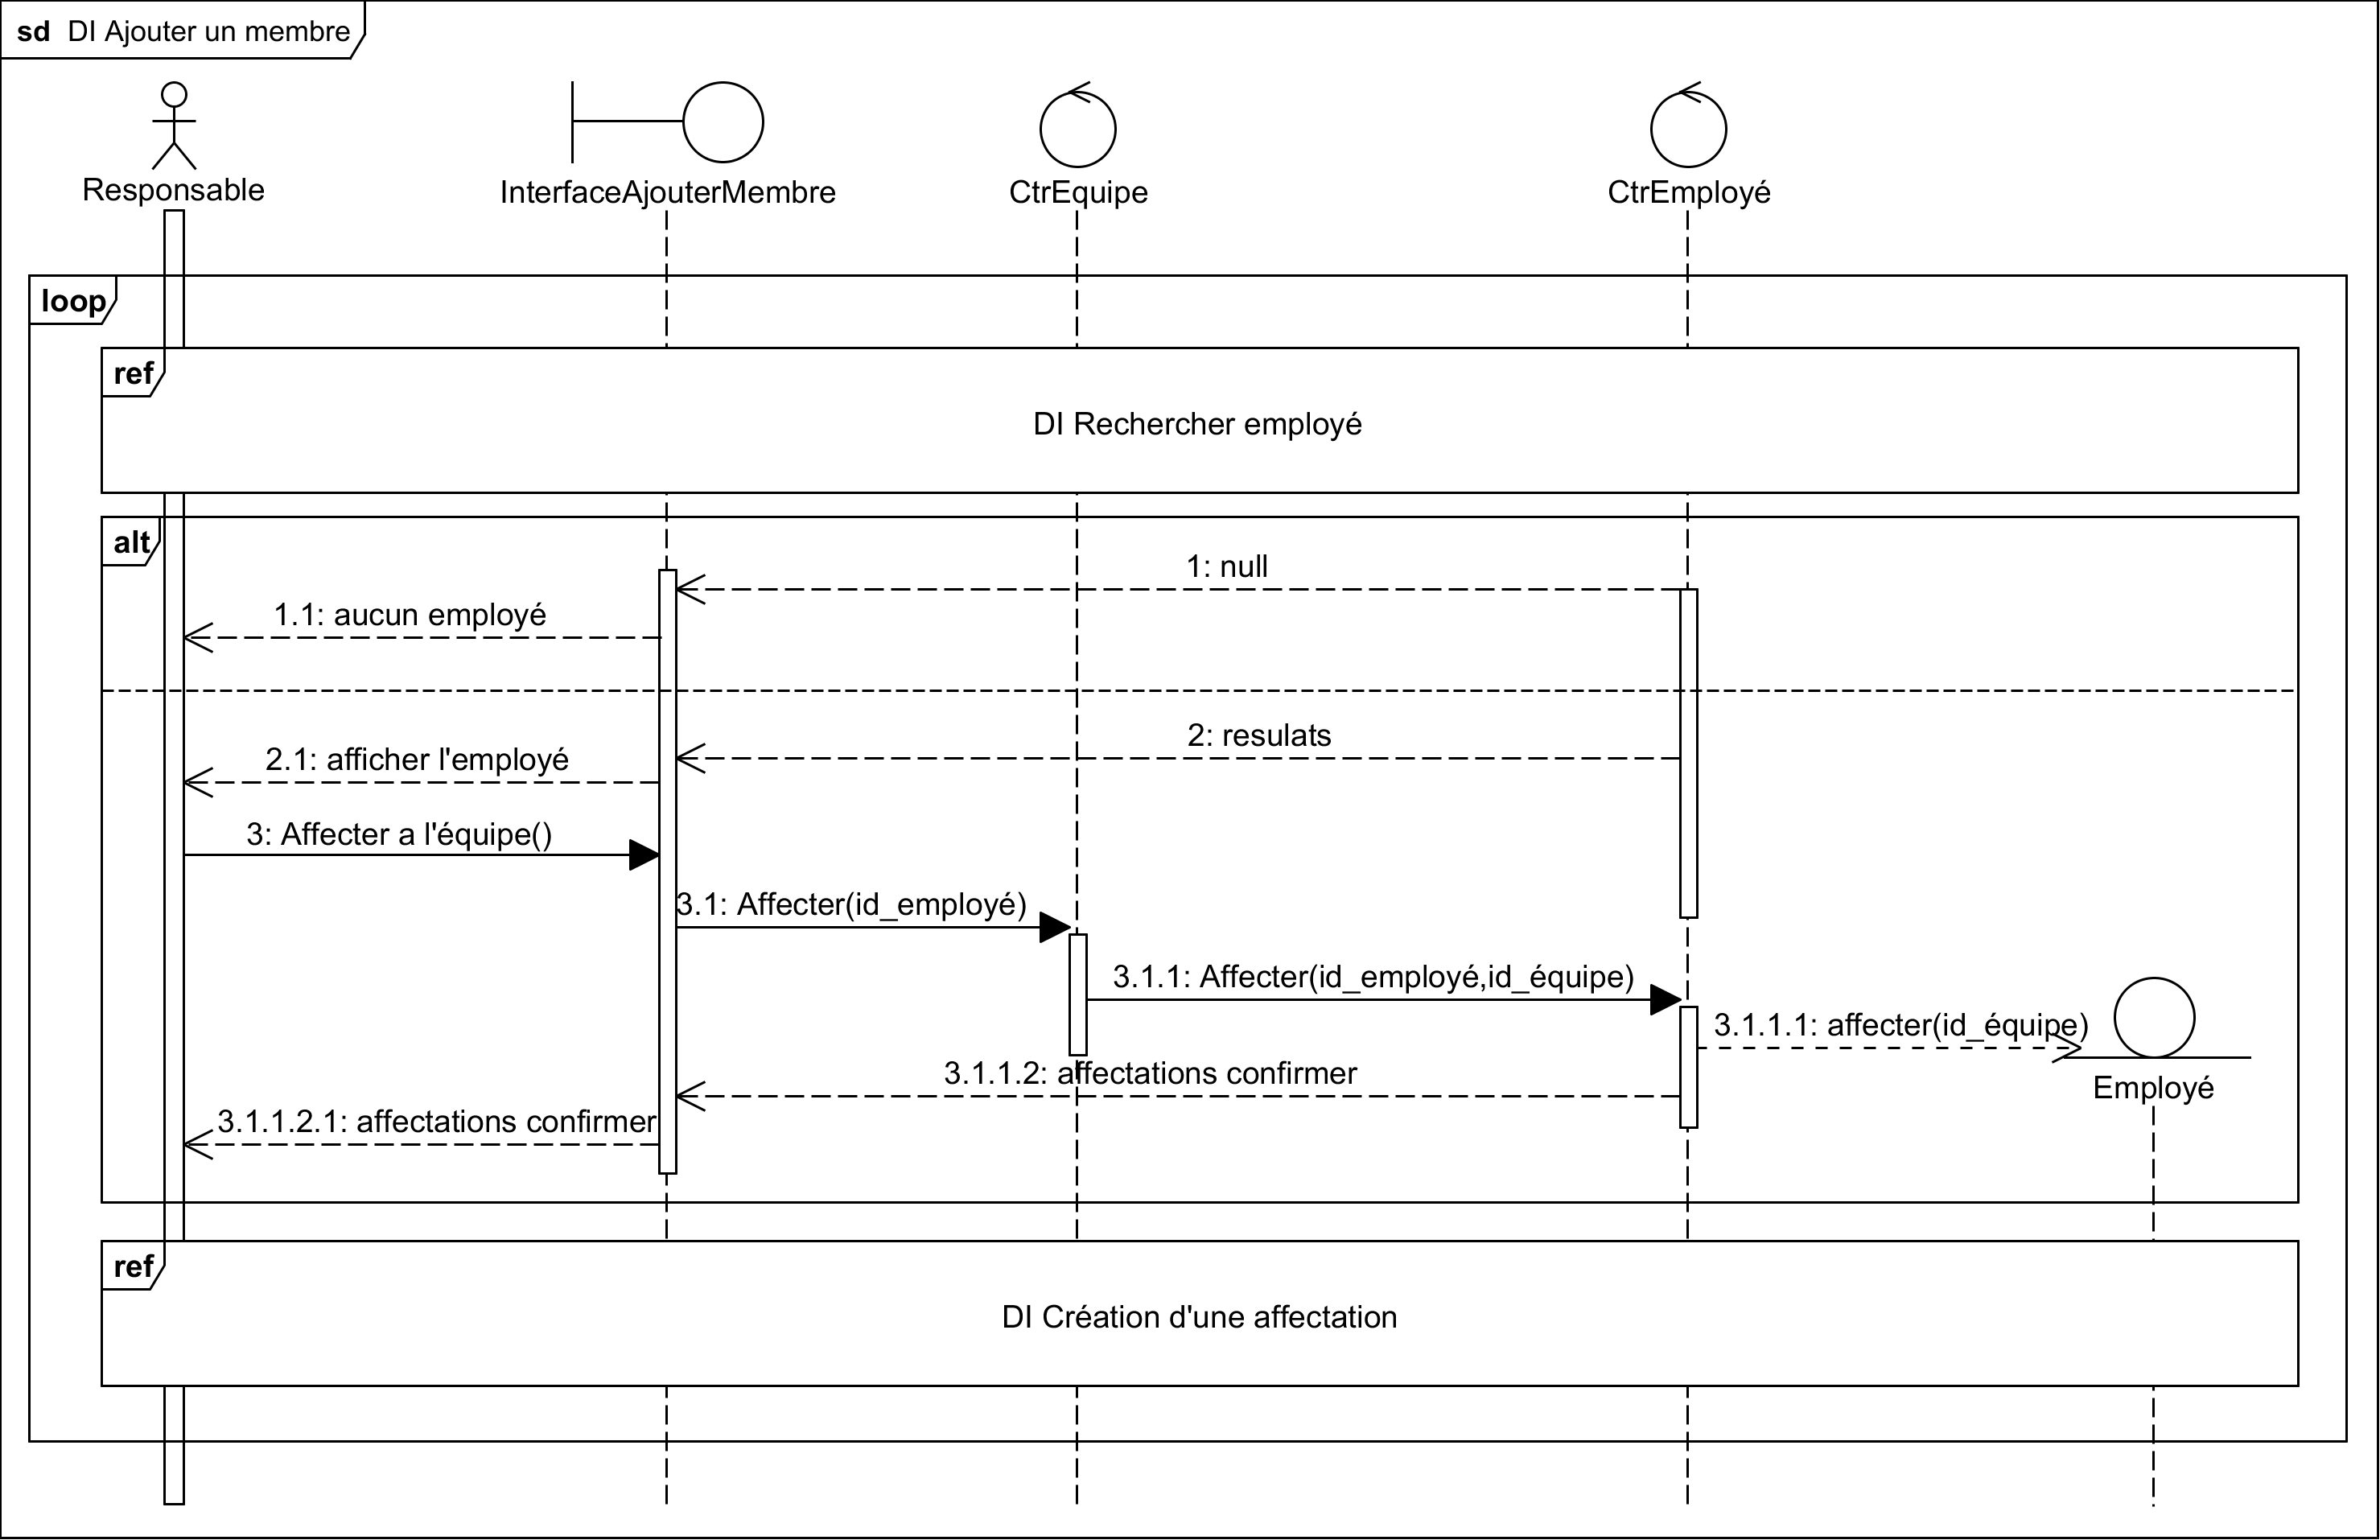 sd DI Ajouter un membre
Responsable
InterfaceAjouterMembre
CtrEquipe
CtrEmployé
loop
ref
DI Rechercher employé
alt
1: null
1.1: aucun employé
2: resulats
2.1: afficher l'employé
3: Affecter a l'équipe()
3.1: Affecter(id_employé)
3.1.1: Affecter(id_employé,id_équipe)
3.1.1.1: affecter(id_équipe)
Employé
3.1.1.2: affectations confirmer
3.1.1.2.1: affectations confirmer
ref
DI Création d'une affectation